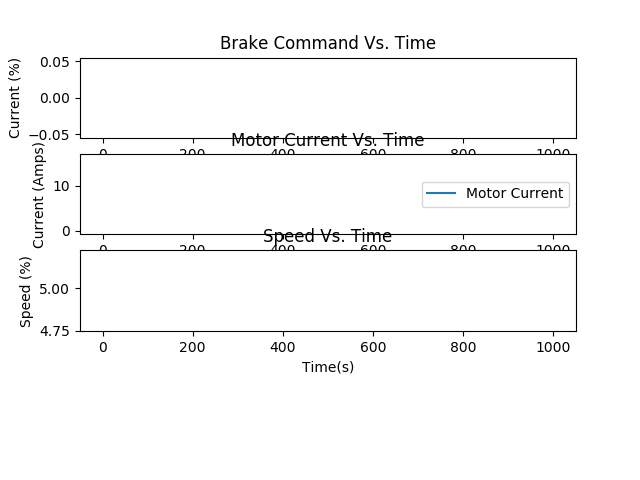 Brake Command Vs. Time
Current (%)
0.05
0.00
−0.05
0 200 400 600 800 1000
Motor Current Vs. Time
Current (Amps)
10
0
Motor Current
0 200 400 600 800 1000
Speed Vs. Time
Speed (%)
5.00
4.75
0 200 400 600 800 1000
Time(s)